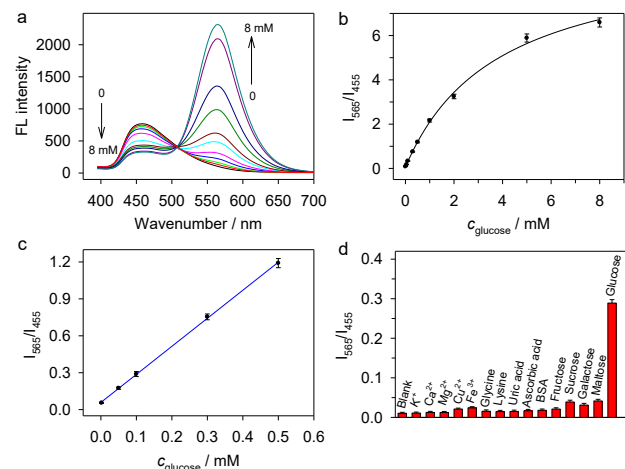 a
2000
1500
1000
500
0
FL intensity
0
8 mM
8 mM
0
400 450 500 550 600 650 700
Wavenumber / nm
b
6
4
2
0
I565/I455
0 2 4 6 8
cglucose / mM
c
1.2
0.9
0.6
0.3
0.0
I565/I455
0.0 0.1 0.2 0.3 0.4 0.5
cglucose / mM
d
0.4
0.3
0.2
0.1
0.0
I565/I455
Blank
K+
Ca2+
Mg2+
Cu2+
Fe3+
Glycine
Lysine
Uric acid
Ascorbic acid
BSA
Fructose
Sucrose
Galactose
Maltose
Glucose